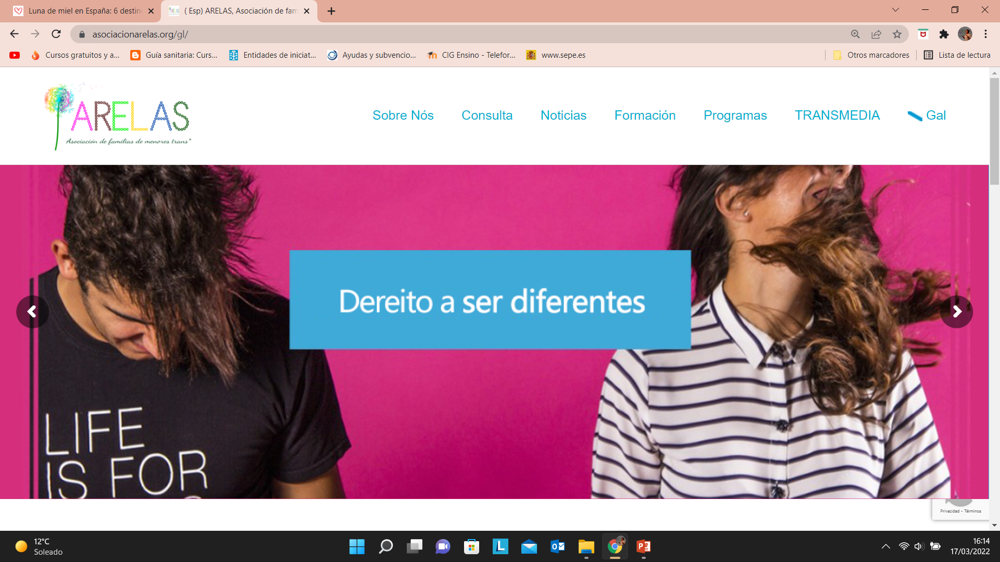 Luna de miel en España: 6 destin
( Esp) ARELAS, Asociación de fam
asociacionarelas.org/gl/
Cursos gratuitos y a...
Guía sanitaria: Curs...
Entidades de iniciat...
Ayudas y subvencio...
CIG Ensino - Telefor...
www.sepe.es
Otros marcadores
Lista de lectura
ARELAS
Asociación de familias de menores trans*
Sobre Nós
Consulta
Noticias
Formación
Programas
TRANSMEDIA
Gal
Dereito a ser diferentes
LIFE
IS FOR
Privacidad - Términos
12°C
Soleado
16:14
17/03/2022